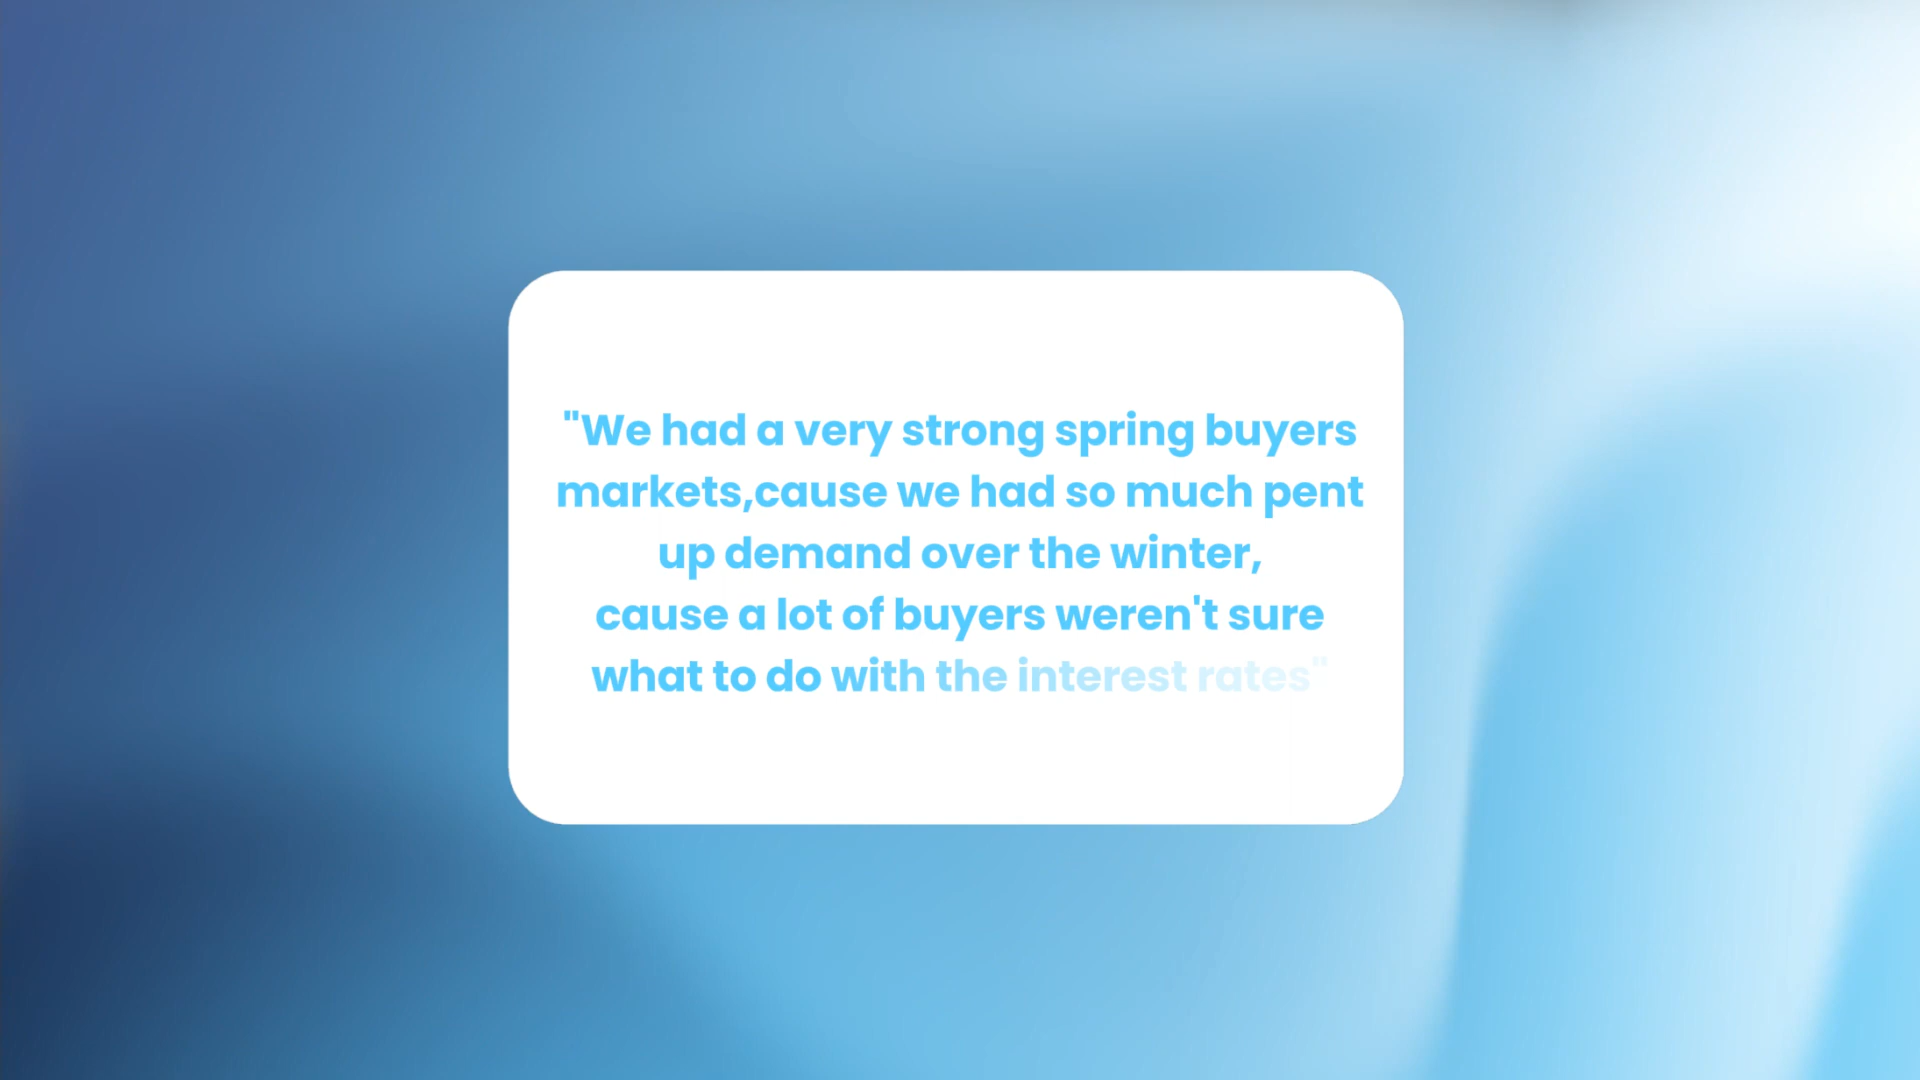 "We had a very strong spring buyers
markets,cause we had so much pent
up demand over the winter,
cause a lot of buyers weren't sure
what to do with the interest rates"